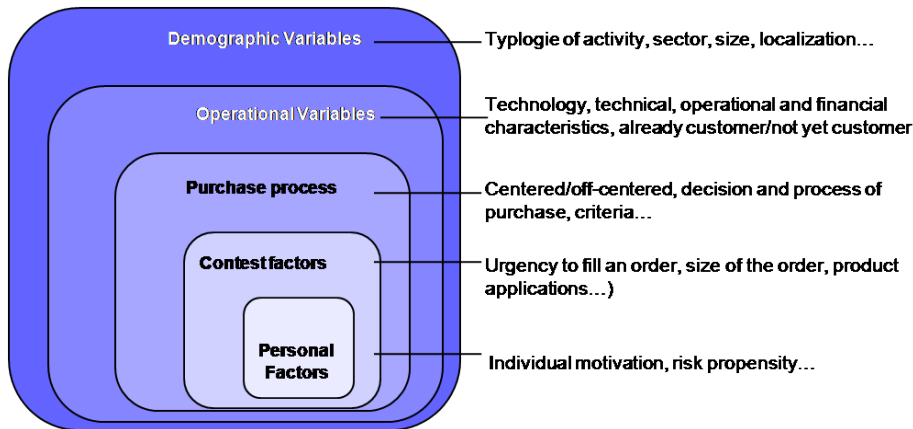 Demographic Variables
Typlogie of activity, sector, size, localization…
Operational Variables
Technology, technical, operational and financial
characteristics, already customer/not yet customer
Purchase process
Centered/off-centered, decision and process of
purchase, criteria…
Contest factors
Urgency to fill an order, size of the order, product
applications…)
Personal
Factors
Individual motivation, risk propensity…